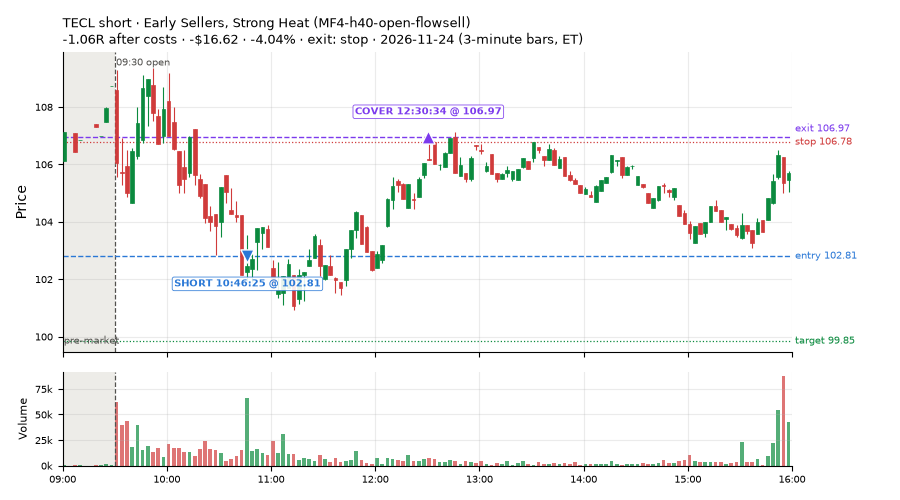 TECL short · Early Sellers, Strong Heat (MF4-h40-open-flowsell)
-1.06R after costs · -$16.62 · -4.04% · exit: stop · 2026-11-24 (3-minute bars, ET)
09:30 open
COVER 12:30:34 @ 106.97
exit 106.97
stop 106.78
entry 102.81
SHORT 10:46:25 @ 102.81
target 99.85
pre-market
Price
108
106
104
102
100
Volume
75k
50k
25k
0k
09:00
10:00
11:00
12:00
13:00
14:00
15:00
16:00